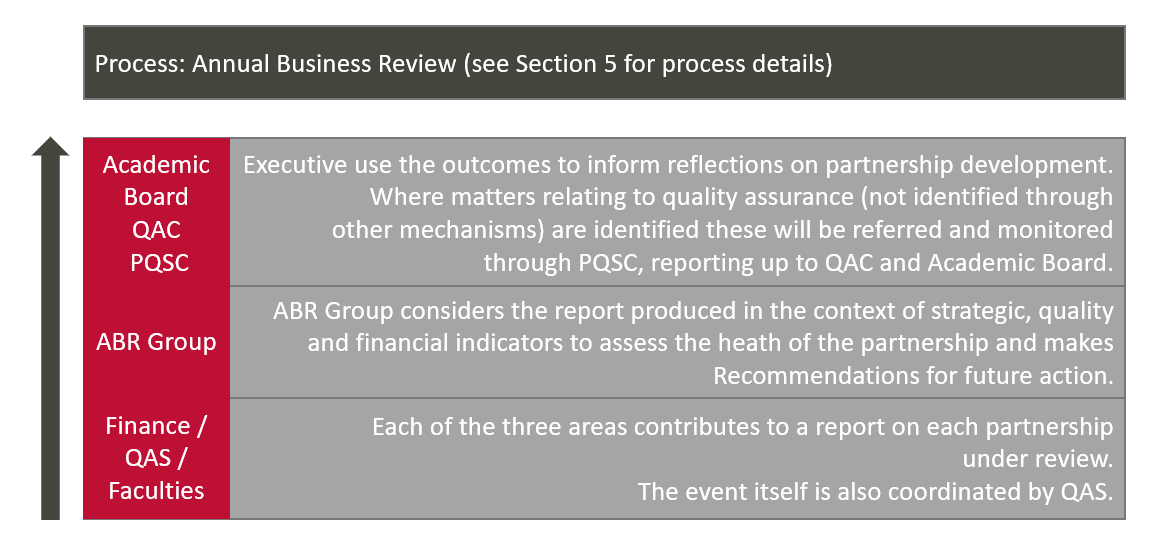 Process: Annual Business Review (see Section 5 for process details)
Academic
Board
QAC
PQSC
Executive use the outcomes to inform reflections on partnership development.
Where matters relating to quality assurance (not identified through
other mechanisms) are identified these will be referred and monitored
through PQSC, reporting up to QAC and Academic Board.
ABR Group
ABR Group considers the report produced in the context of strategic, quality
and financial indicators to assess the heath of the partnership and makes
Recommendations for future action.
Finance /
QAS /
Faculties
Each of the three areas contributes to a report on each partnership
under review.
The event itself is also coordinated by QAS.